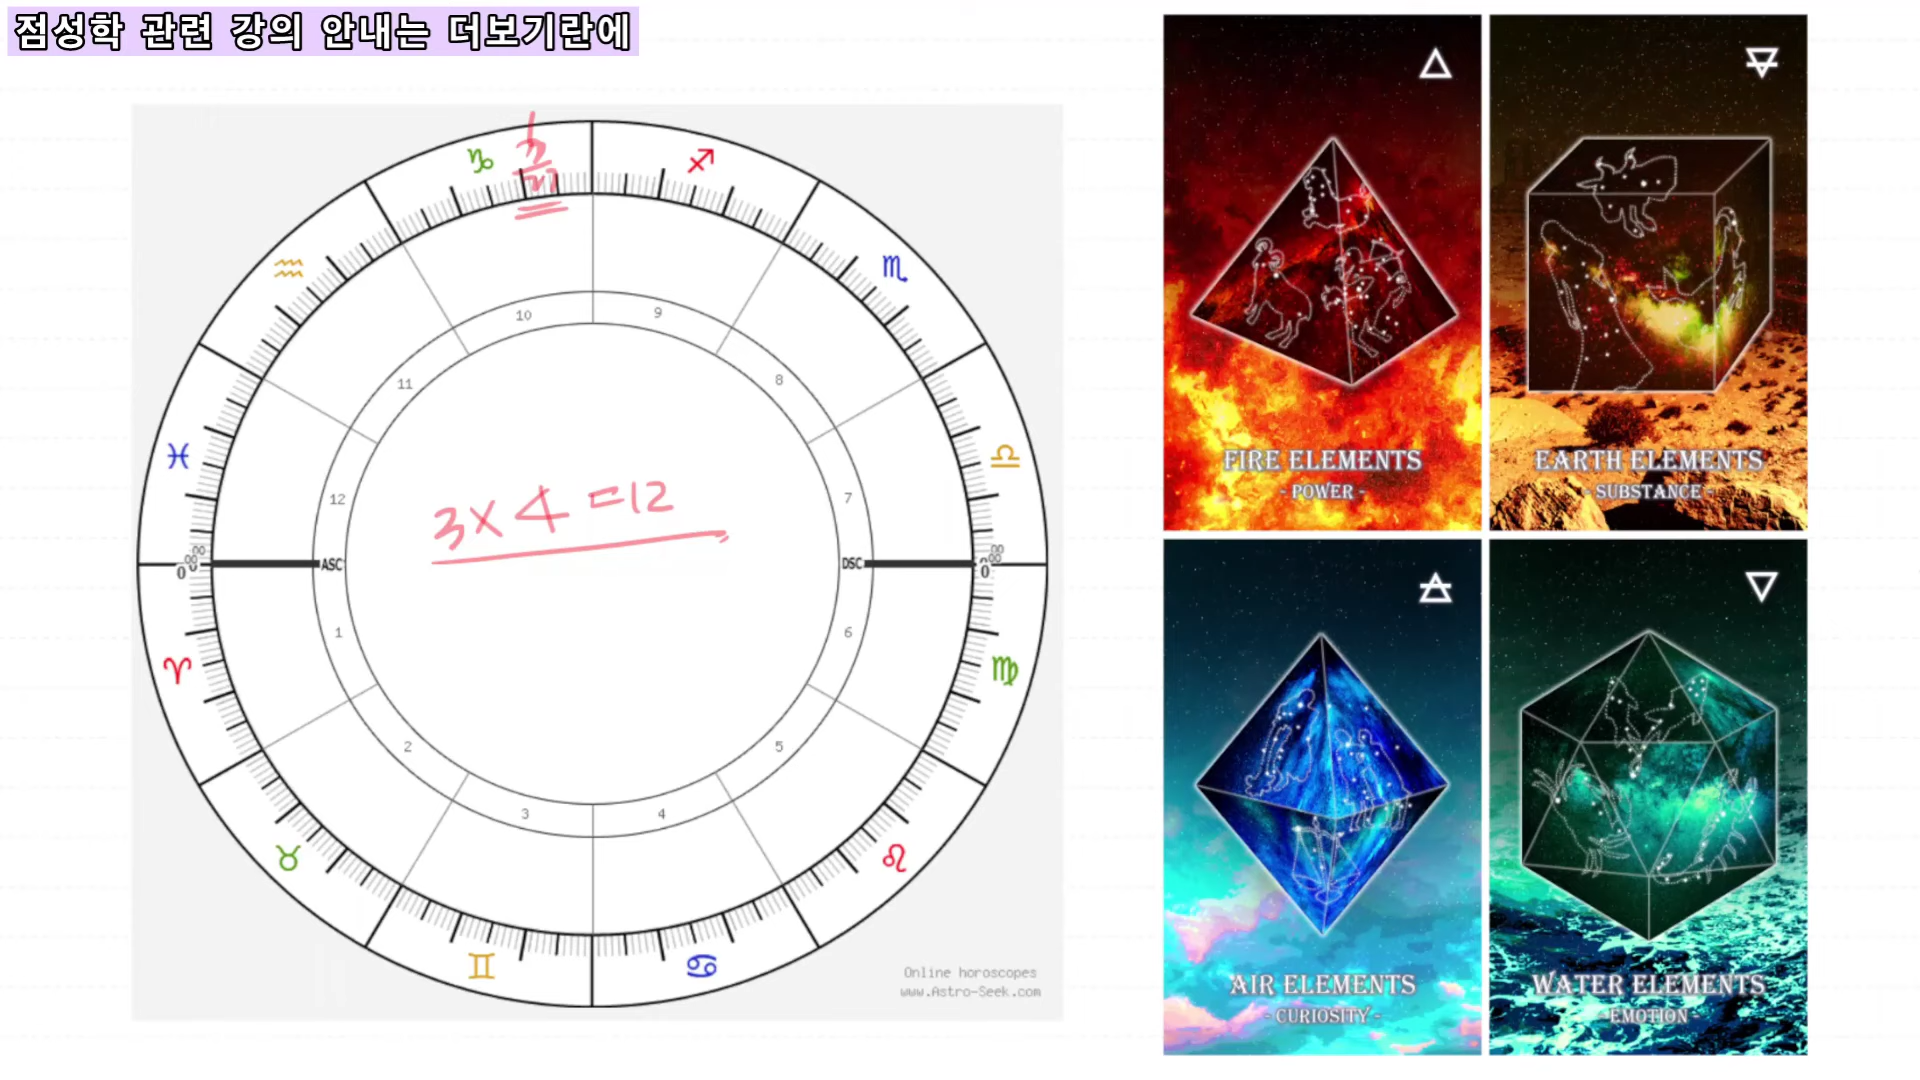 점성학 관련 강의 안내는 더보기란에
♑ ♐
♒ ♏
10 9
11 8
♓ ♎
12 7
3×4=12
ASC DSC
0 0
1 6
♈ ♍
2 5
3 4
♉ ♌
♊ ♋
Online horoscopes
www.Astro-Seek.com
FIRE ELEMENTS
- POWER -
EARTH ELEMENTS
- SUBSTANCE -
AIR ELEMENTS
- CURIOSITY -
WATER ELEMENTS
- EMOTION -